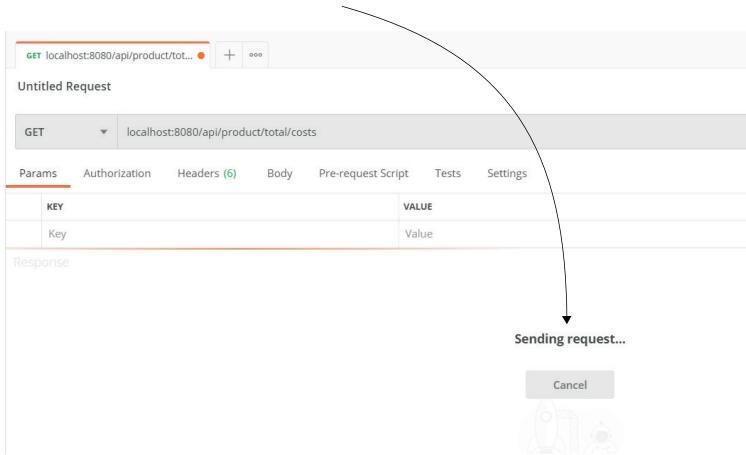 GET localhost:8080/api/product/tot...
Untitled Request
GET localhost:8080/api/product/total/costs
Params Authorization Headers (6) Body Pre-request Script Tests Settings
KEY VALUE
Key Value
Response
Sending request...
Cancel